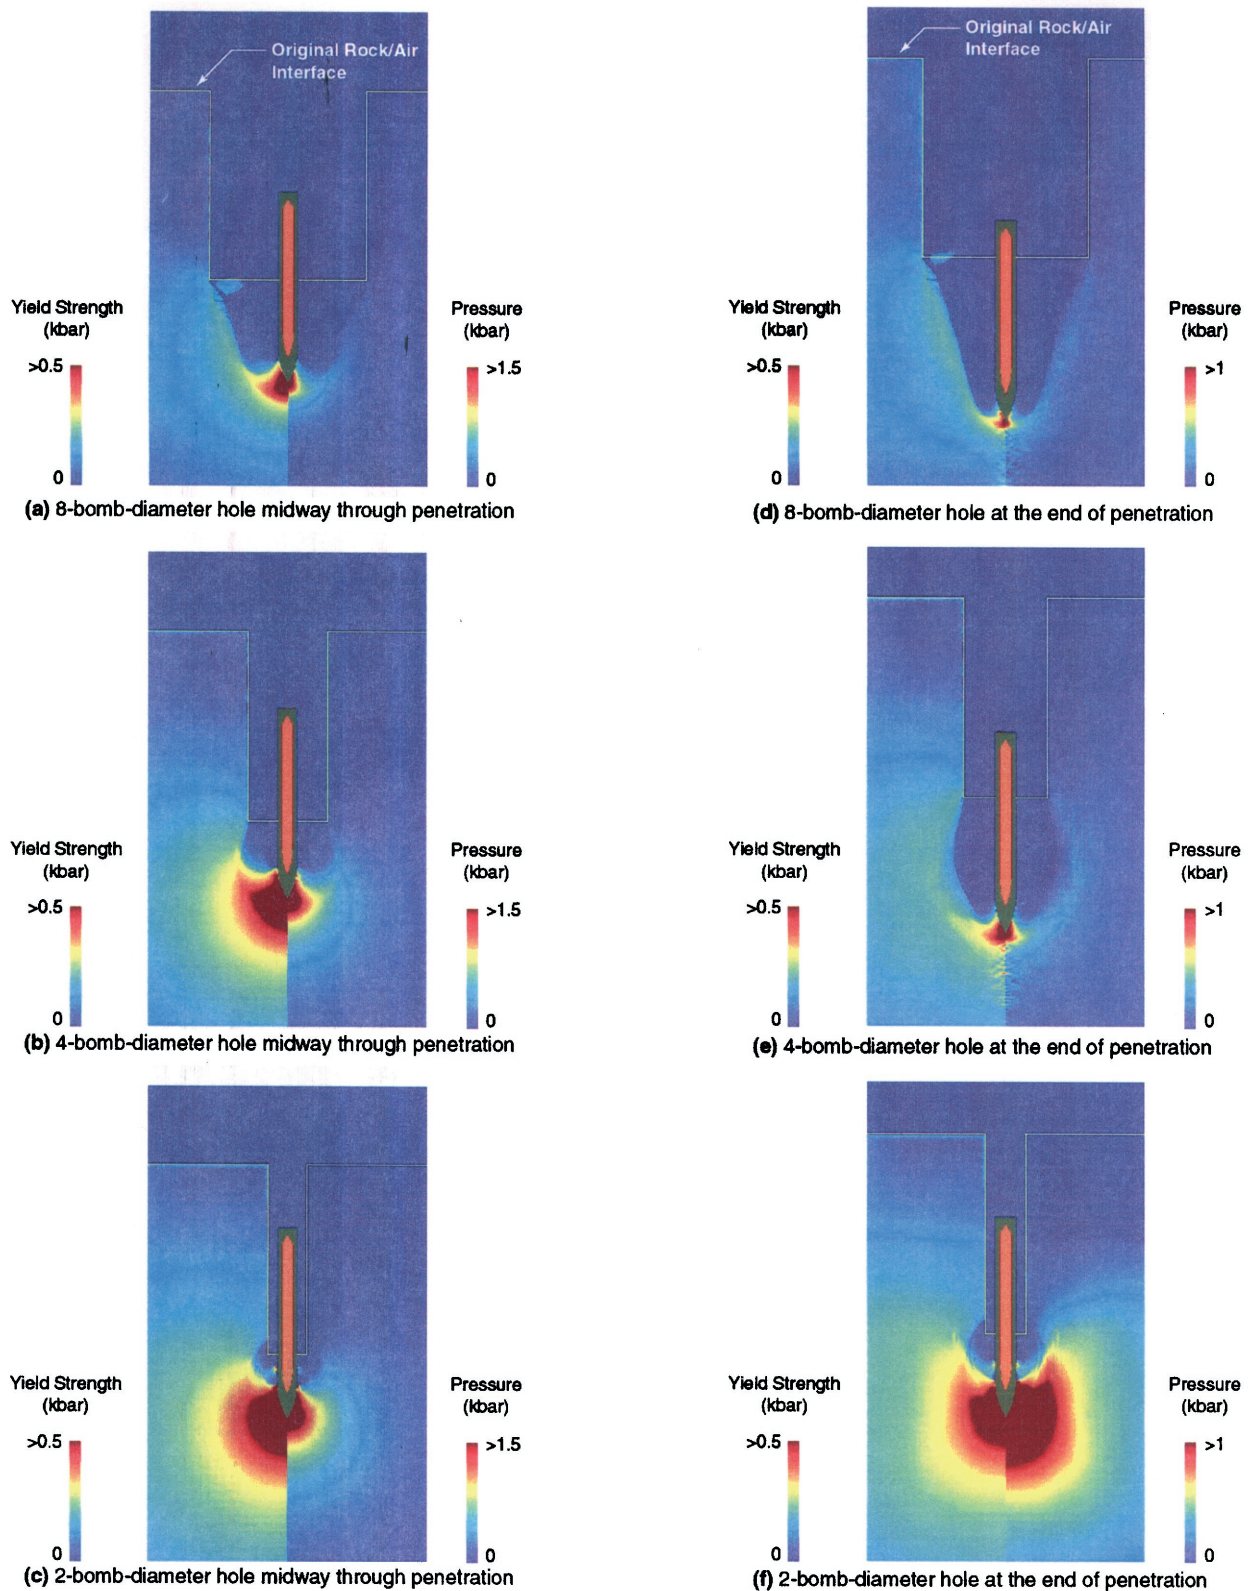 Original Rock/Air
Interface
Yield Strength
(kbar)
>0.5
0
Pressure
(kbar)
>1.5
0
(a) 8-bomb-diameter hole midway through penetration
Original Rock/Air
Interface
Yield Strength
(kbar)
>0.5
0
Pressure
(kbar)
>1
0
(d) 8-bomb-diameter hole at the end of penetration
Yield Strength
(kbar)
>0.5
0
Pressure
(kbar)
>1.5
0
(b) 4-bomb-diameter hole midway through penetration
Yield Strength
(kbar)
>0.5
0
Pressure
(kbar)
>1
0
(e) 4-bomb-diameter hole at the end of penetration
Yield Strength
(kbar)
>0.5
0
Pressure
(kbar)
>1.5
0
(c) 2-bomb-diameter hole midway through penetration
Yield Strength
(kbar)
>0.5
0
Pressure
(kbar)
>1
0
(f) 2-bomb-diameter hole at the end of penetration